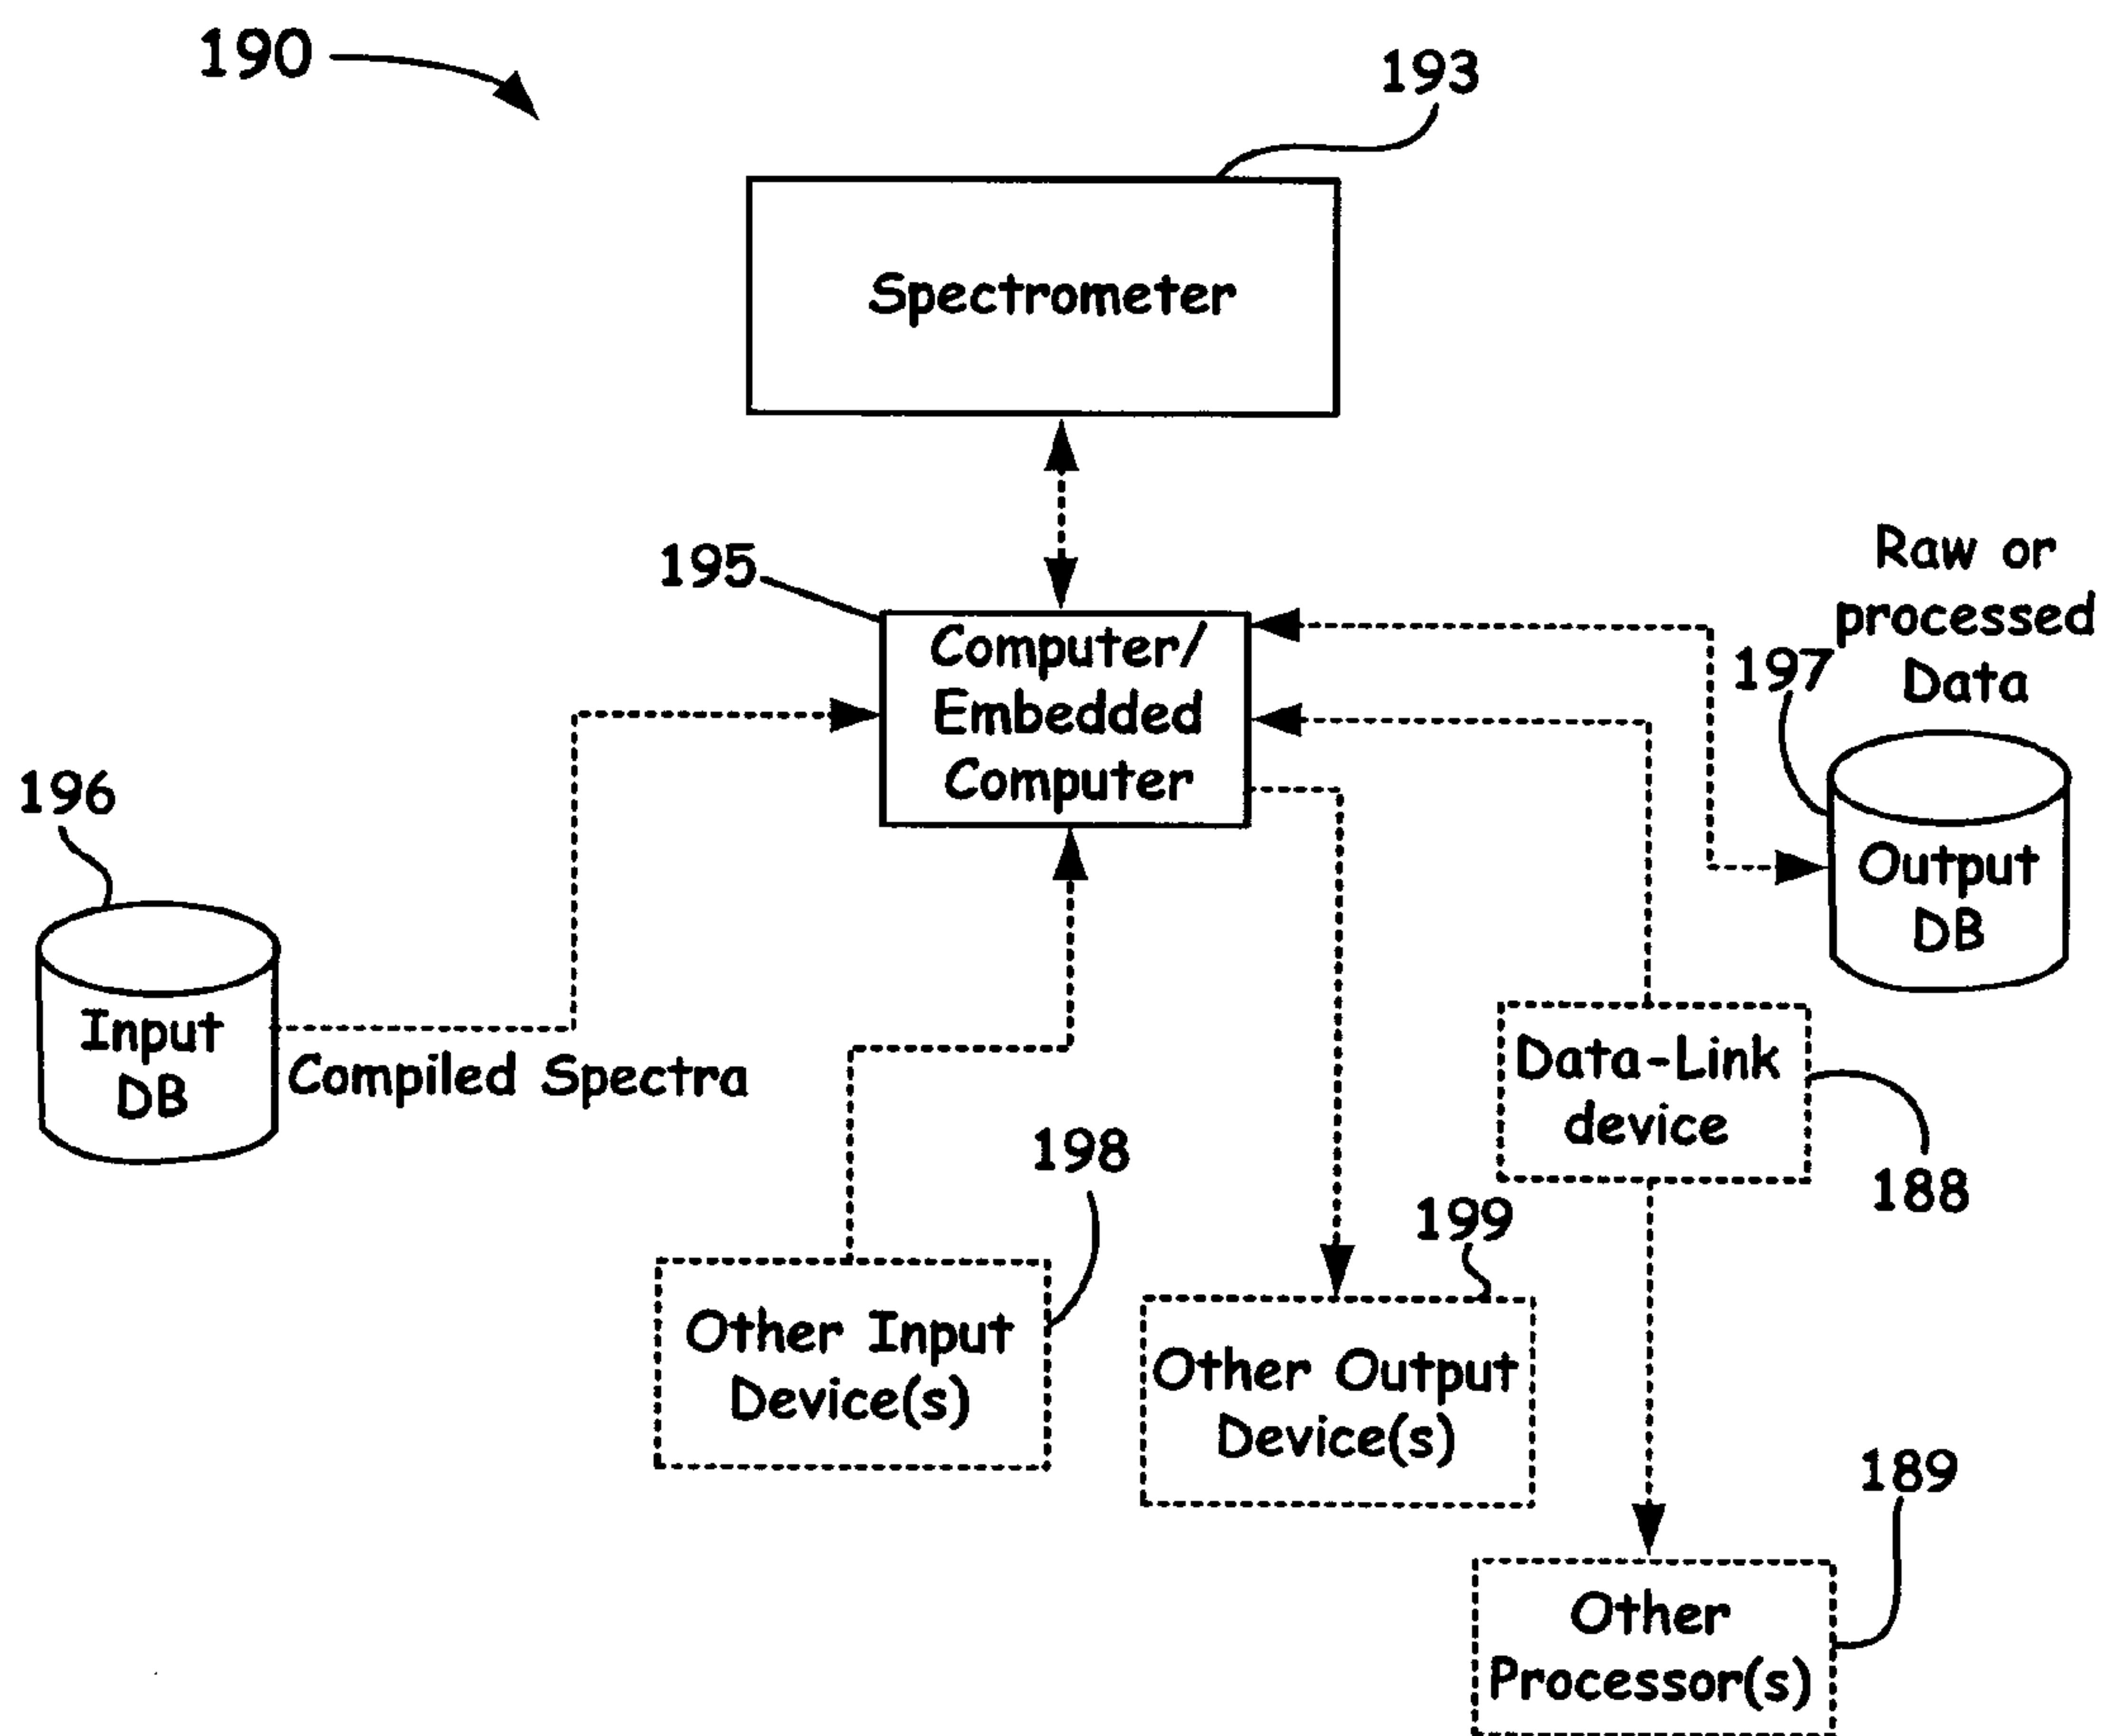 190
193
Spectrometer
195
Computer/
Embedded
Computer
Raw or
processed
Data
197
Output
DB
196
Input
DB
Compiled Spectra
Data-Link
device
188
198
Other Input
Device(s)
199
Other Output
Device(s)
189
Other
Processor(s)